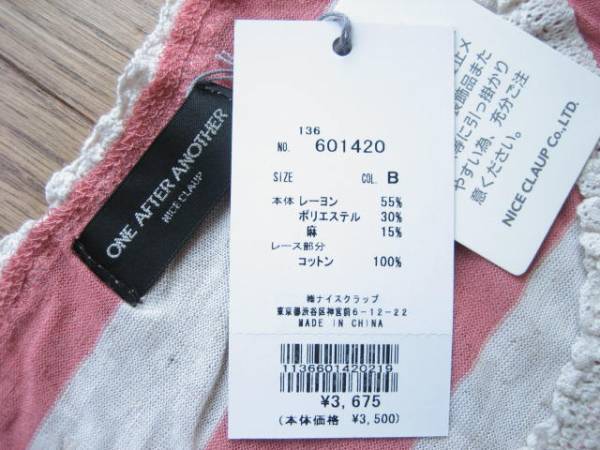 ONE AFTER ANOTHER
NICE CLAUP
136
NO. 601420
SIZE COL. B
本体 レーヨン 55%
ポリエステル 30%
麻 15%
レース部分
コットン 100%
㈱ナイスクラップ
東京都渋谷区神宮前6-12-22
MADE IN CHINA
1136601420219
¥3,675
(本体価格 ¥3,500)
に引っ掛かり
やすい為、充分ご注
意ください。
NICE CLAUP Co.,LTD.